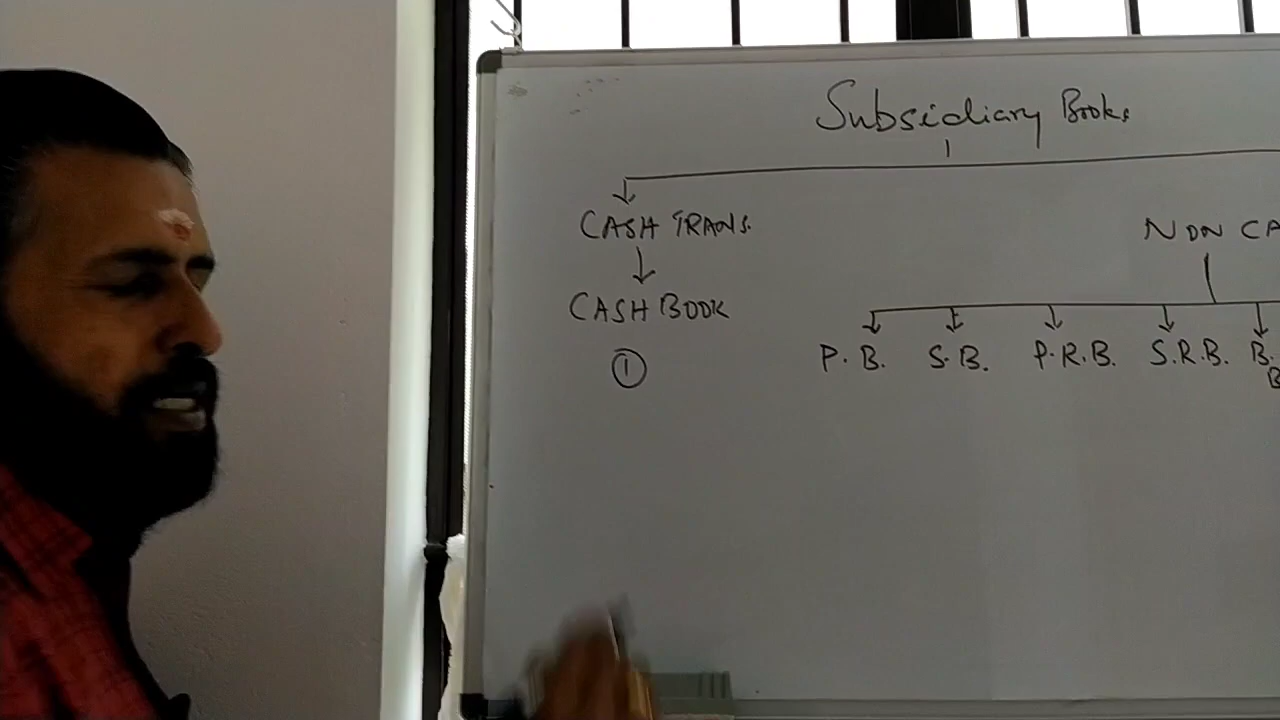 Subsidiary Books
CASH TRANS. NON CA
CASH BOOK
P. B. S. B. P. R. B. S. R. B. B.
B
1